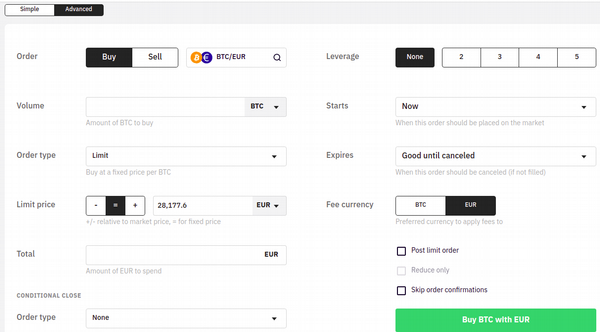 Simple Advanced
Order Buy Sell BTC/EUR Leverage None 2 3 4 5
Volume BTC Starts Now
Amount of BTC to buy When this order should be placed on the market
Order type Limit Expires Good until canceled
Buy at a fixed price per BTC When this order should be canceled (if not filled)
Limit price - = + 28,177.6 EUR Fee currency BTC EUR
+/- relative to market price, = for fixed price Preferred currency to apply fees to
Total EUR Post limit order
Amount of EUR to spend Reduce only
CONDITIONAL CLOSE Skip order confirmations
Order type None Buy BTC with EUR